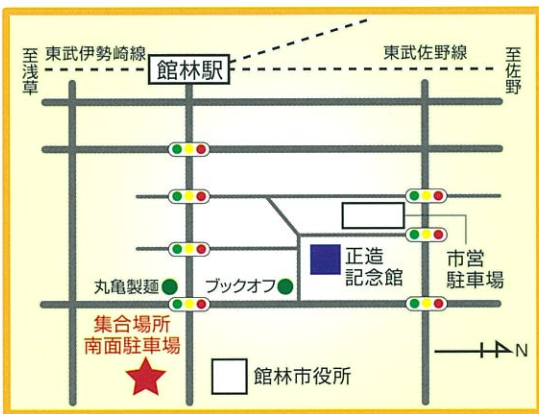 至浅草
東武伊勢崎線
館林駅
東武佐野線
至佐野
丸亀製麺
ブックオフ
正造
記念館
市営
駐車場
集合場所
南面駐車場
館林市役所
N